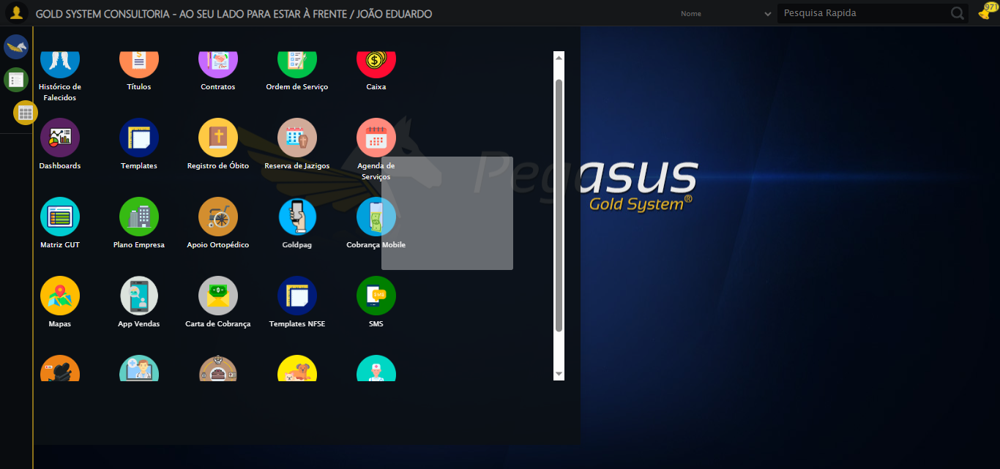 GOLD SYSTEM CONSULTORIA - AO SEU LADO PARA ESTAR À FRENTE / JOÃO EDUARDO
Nome
Pesquisa Rapida
971
Histórico de
Falecidos
Títulos
Contratos
Ordem de Serviço
Caixa
Dashboards
Templates
Registro de Óbito
Reserva de Jazigos
Agenda de
Serviços
Pegasus
Gold System®
Matriz GUT
Plano Empresa
Apoio Ortopédico
Goldpag
Cobrança Mobile
Mapas
App Vendas
Carta de Cobrança
Templates NFSE
SMS